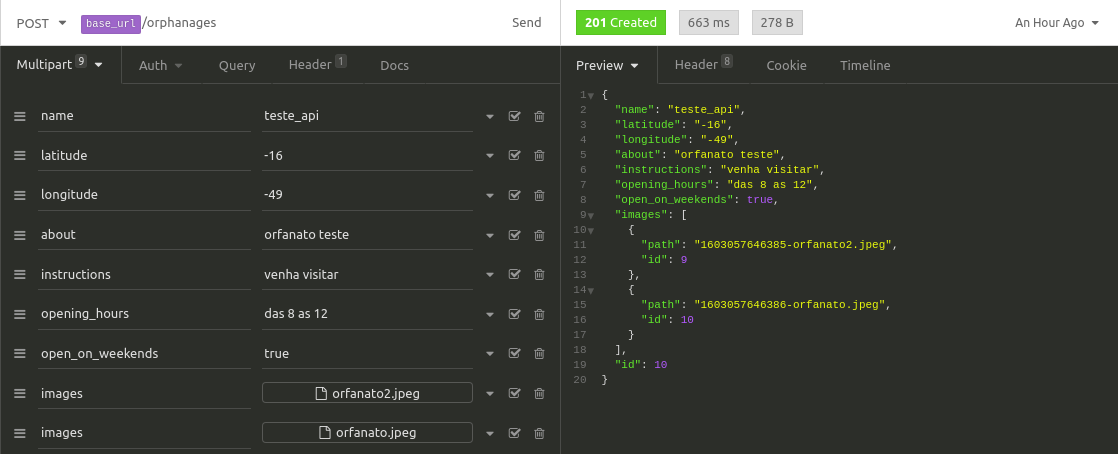 POST base_url/orphanages Send
Multipart 9 Auth Query Header 1 Docs
name teste_api
latitude -16
longitude -49
about orfanato teste
instructions venha visitar
opening_hours das 8 as 12
open_on_weekends true
images orfanato2.jpeg
images orfanato.jpeg
201 Created 663 ms 278 B An Hour Ago
Preview Header 8 Cookie Timeline
1 {
2 "name": "teste_api",
3 "latitude": "-16",
4 "longitude": "-49",
5 "about": "orfanato teste",
6 "instructions": "venha visitar",
7 "opening_hours": "das 8 as 12",
8 "open_on_weekends": true,
9 "images": [
10 {
11 "path": "1603057646385-orfanato2.jpeg",
12 "id": 9
13 },
14 {
15 "path": "1603057646386-orfanato.jpeg",
16 "id": 10
17 }
18 ],
19 "id": 10
20 }